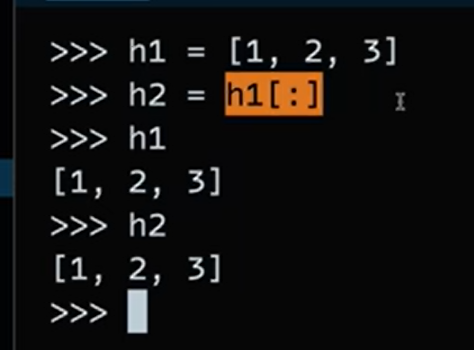 >>> h1 = [1, 2, 3]
>>> h2 = h1[:]
>>> h1
[1, 2, 3]
>>> h2
[1, 2, 3]
>>>